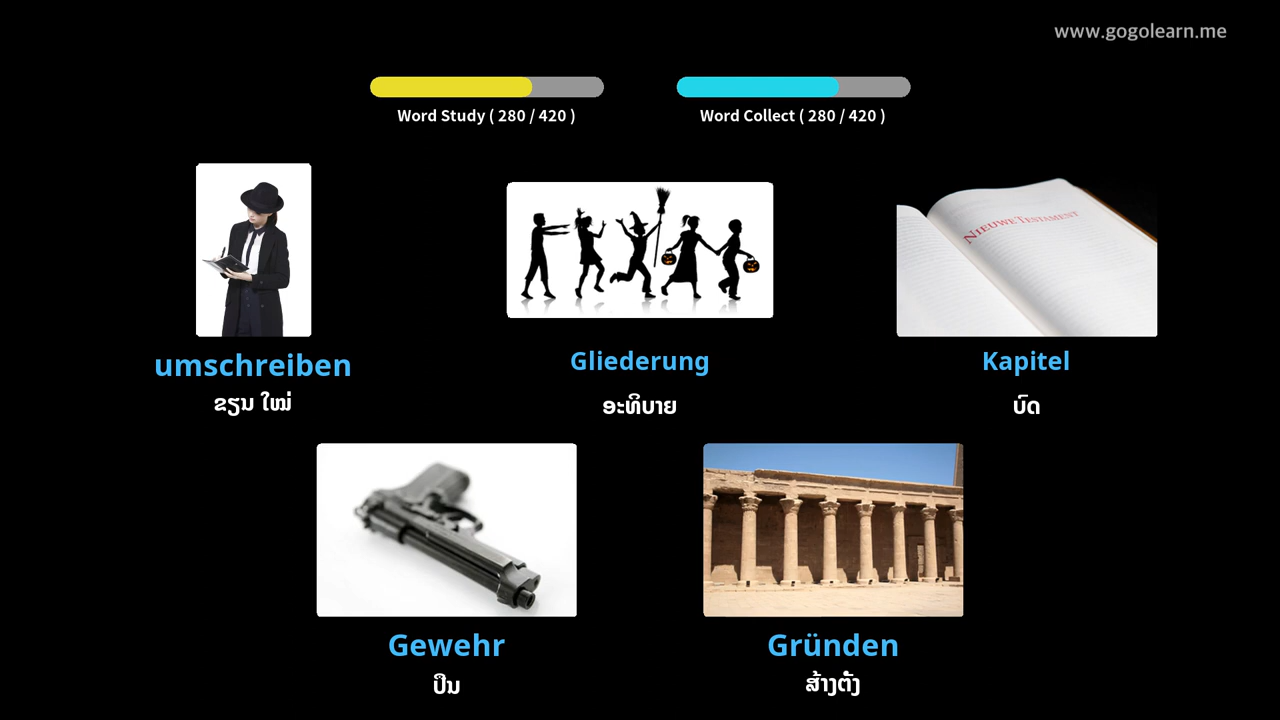 www.gogolearn.me
Word Study ( 280 / 420 )
Word Collect ( 280 / 420 )
umschreiben
ຂຽນ ໃໝ່
Gliederung
ອະທິບາຍ
NIEUWE TESTAMENT
Kapitel
ບົດ
Gewehr
ປືນ
Gründen
ສ້າງຕັ້ງ